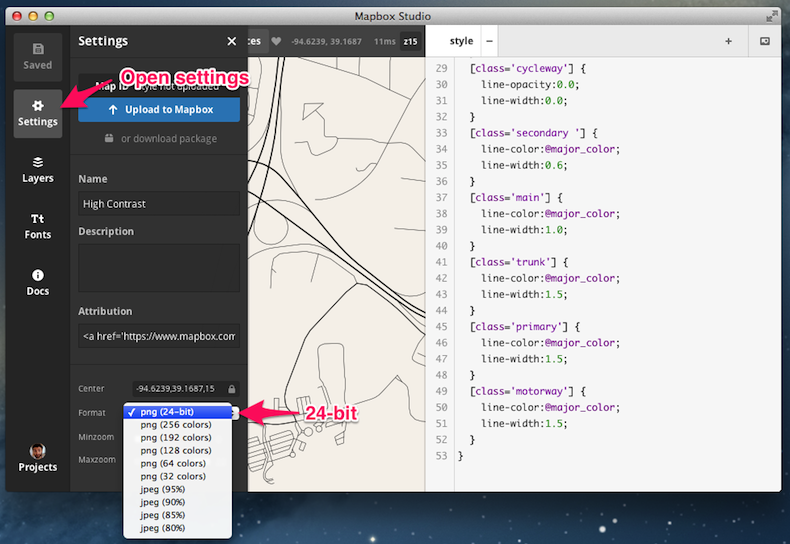 Mapbox Studio
Saved
Settings
Layers
Fonts
Docs
Projects
Settings
Open settings
Upload to Mapbox
or download package
Name
High Contrast
Description
Attribution
<a href='https://www.mapbox.com
Center
-94.6239,39.1687,15
Format
24-bit
✓ png (24-bit)
png (256 colors)
png (192 colors)
png (128 colors)
png (64 colors)
png (32 colors)
jpeg (95%)
jpeg (90%)
jpeg (85%)
jpeg (80%)
Minzoom
Maxzoom
-94.6239, 39.1687 11ms z15
style
29 [class='cycleway'] {
30 line-opacity:0.0;
31 line-width:0.0;
32 }
33 [class='secondary '] {
34 line-color:@major_color;
35 line-width:0.6;
36 }
37 [class='main'] {
38 line-color:@major_color;
39 line-width:1.0;
40 }
41 [class='trunk'] {
42 line-color:@major_color;
43 line-width:1.5;
44 }
45 [class='primary'] {
46 line-color:@major_color;
47 line-width:1.5;
48 }
49 [class='motorway'] {
50 line-color:@major_color;
51 line-width:1.5;
52 }
53 }